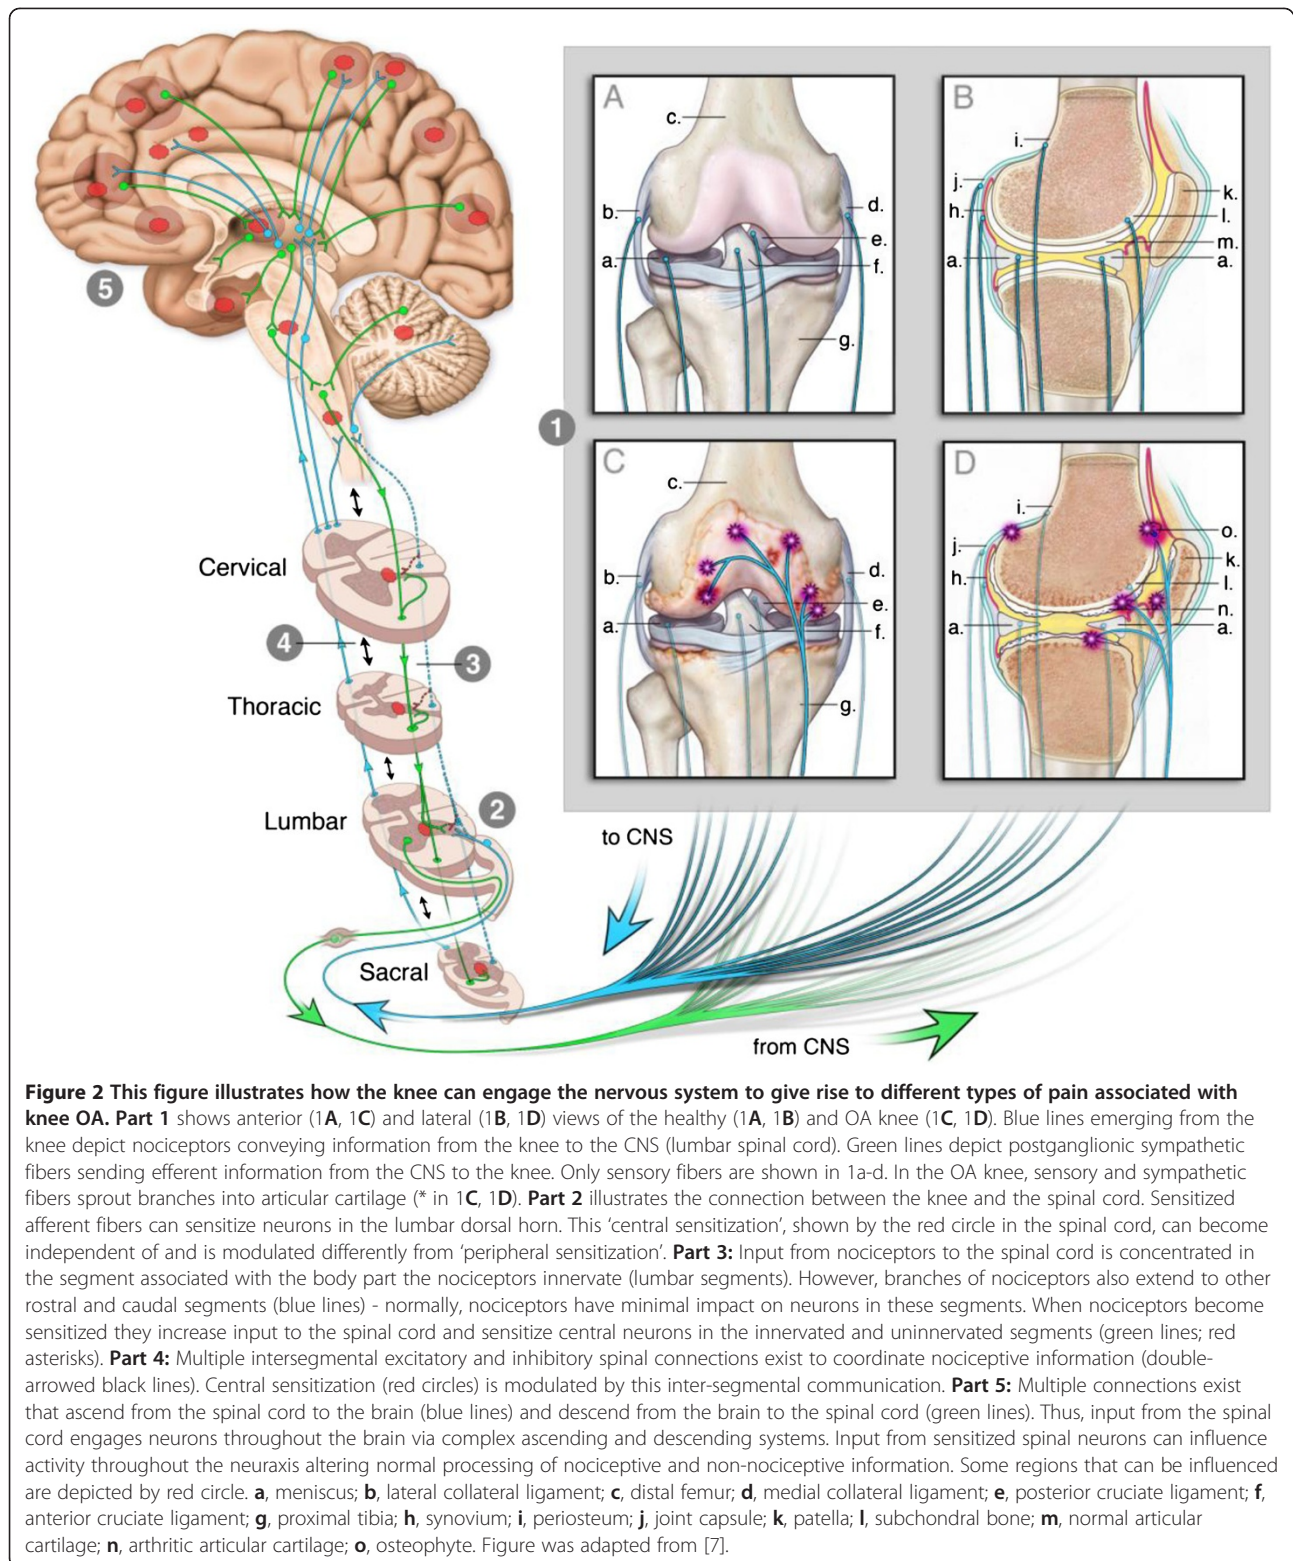 A
c.
b.
d.
a.
e.
f.
g.
B
i.
j.
k.
h.
l.
m.
a.
a.
5
1
C
c.
b.
d.
a.
e.
f.
g.
D
i.
o.
j.
k.
h.
l.
n.
a.
a.
Cervical
4
3
Thoracic
2
Lumbar
to CNS
Sacral
from CNS
Figure 2 This figure illustrates how the knee can engage the nervous system to give rise to different types of pain associated with
knee OA. Part 1 shows anterior (1A, 1C) and lateral (1B, 1D) views of the healthy (1A, 1B) and OA knee (1C, 1D). Blue lines emerging from the
knee depict nociceptors conveying information from the knee to the CNS (lumbar spinal cord). Green lines depict postganglionic sympathetic
fibers sending efferent information from the CNS to the knee. Only sensory fibers are shown in 1a-d. In the OA knee, sensory and sympathetic
fibers sprout branches into articular cartilage (* in 1C, 1D). Part 2 illustrates the connection between the knee and the spinal cord. Sensitized
afferent fibers can sensitize neurons in the lumbar dorsal horn. This ‘central sensitization’, shown by the red circle in the spinal cord, can become
independent of and is modulated differently from ‘peripheral sensitization’. Part 3: Input from nociceptors to the spinal cord is concentrated in
the segment associated with the body part the nociceptors innervate (lumbar segments). However, branches of nociceptors also extend to other
rostral and caudal segments (blue lines) - normally, nociceptors have minimal impact on neurons in these segments. When nociceptors become
sensitized they increase input to the spinal cord and sensitize central neurons in the innervated and uninnervated segments (green lines; red
asterisks). Part 4: Multiple intersegmental excitatory and inhibitory spinal connections exist to coordinate nociceptive information (double-
arrowed black lines). Central sensitization (red circles) is modulated by this inter-segmental communication. Part 5: Multiple connections exist
that ascend from the spinal cord to the brain (blue lines) and descend from the brain to the spinal cord (green lines). Thus, input from the spinal
cord engages neurons throughout the brain via complex ascending and descending systems. Input from sensitized spinal neurons can influence
activity throughout the neuraxis altering normal processing of nociceptive and non-nociceptive information. Some regions that can be influenced
are depicted by red circle. a, meniscus; b, lateral collateral ligament; c, distal femur; d, medial collateral ligament; e, posterior cruciate ligament; f,
anterior cruciate ligament; g, proximal tibia; h, synovium; i, periosteum; j, joint capsule; k, patella; l, subchondral bone; m, normal articular
cartilage; n, arthritic articular cartilage; o, osteophyte. Figure was adapted from [7].